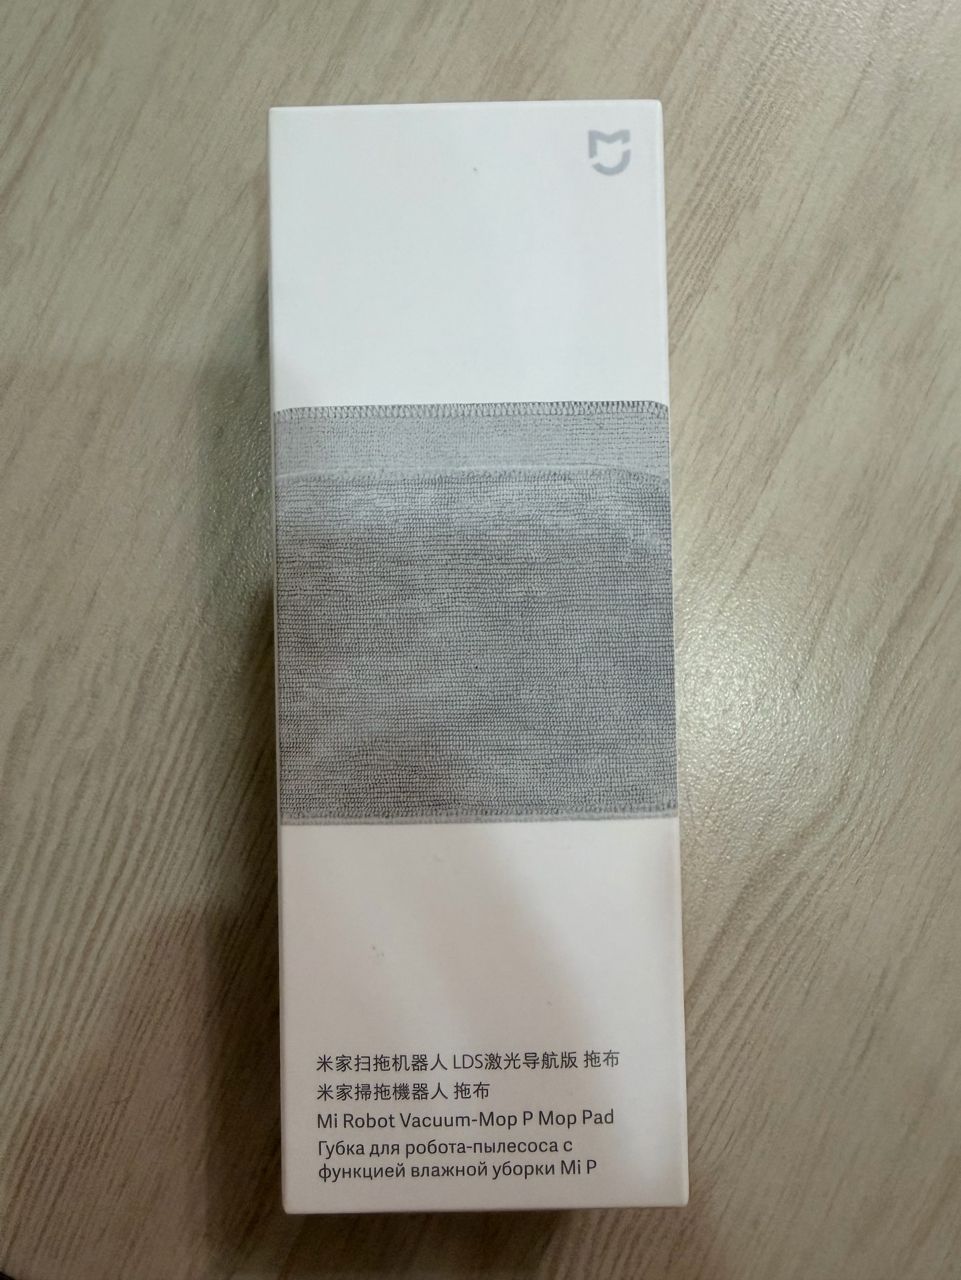 米家扫拖机器人 LDS激光导航版 拖布
米家掃拖機器人 拖布
Mi Robot Vacuum-Mop P Mop Pad
Губка для робота-пылесоса с
функцией влажной уборки Mi P